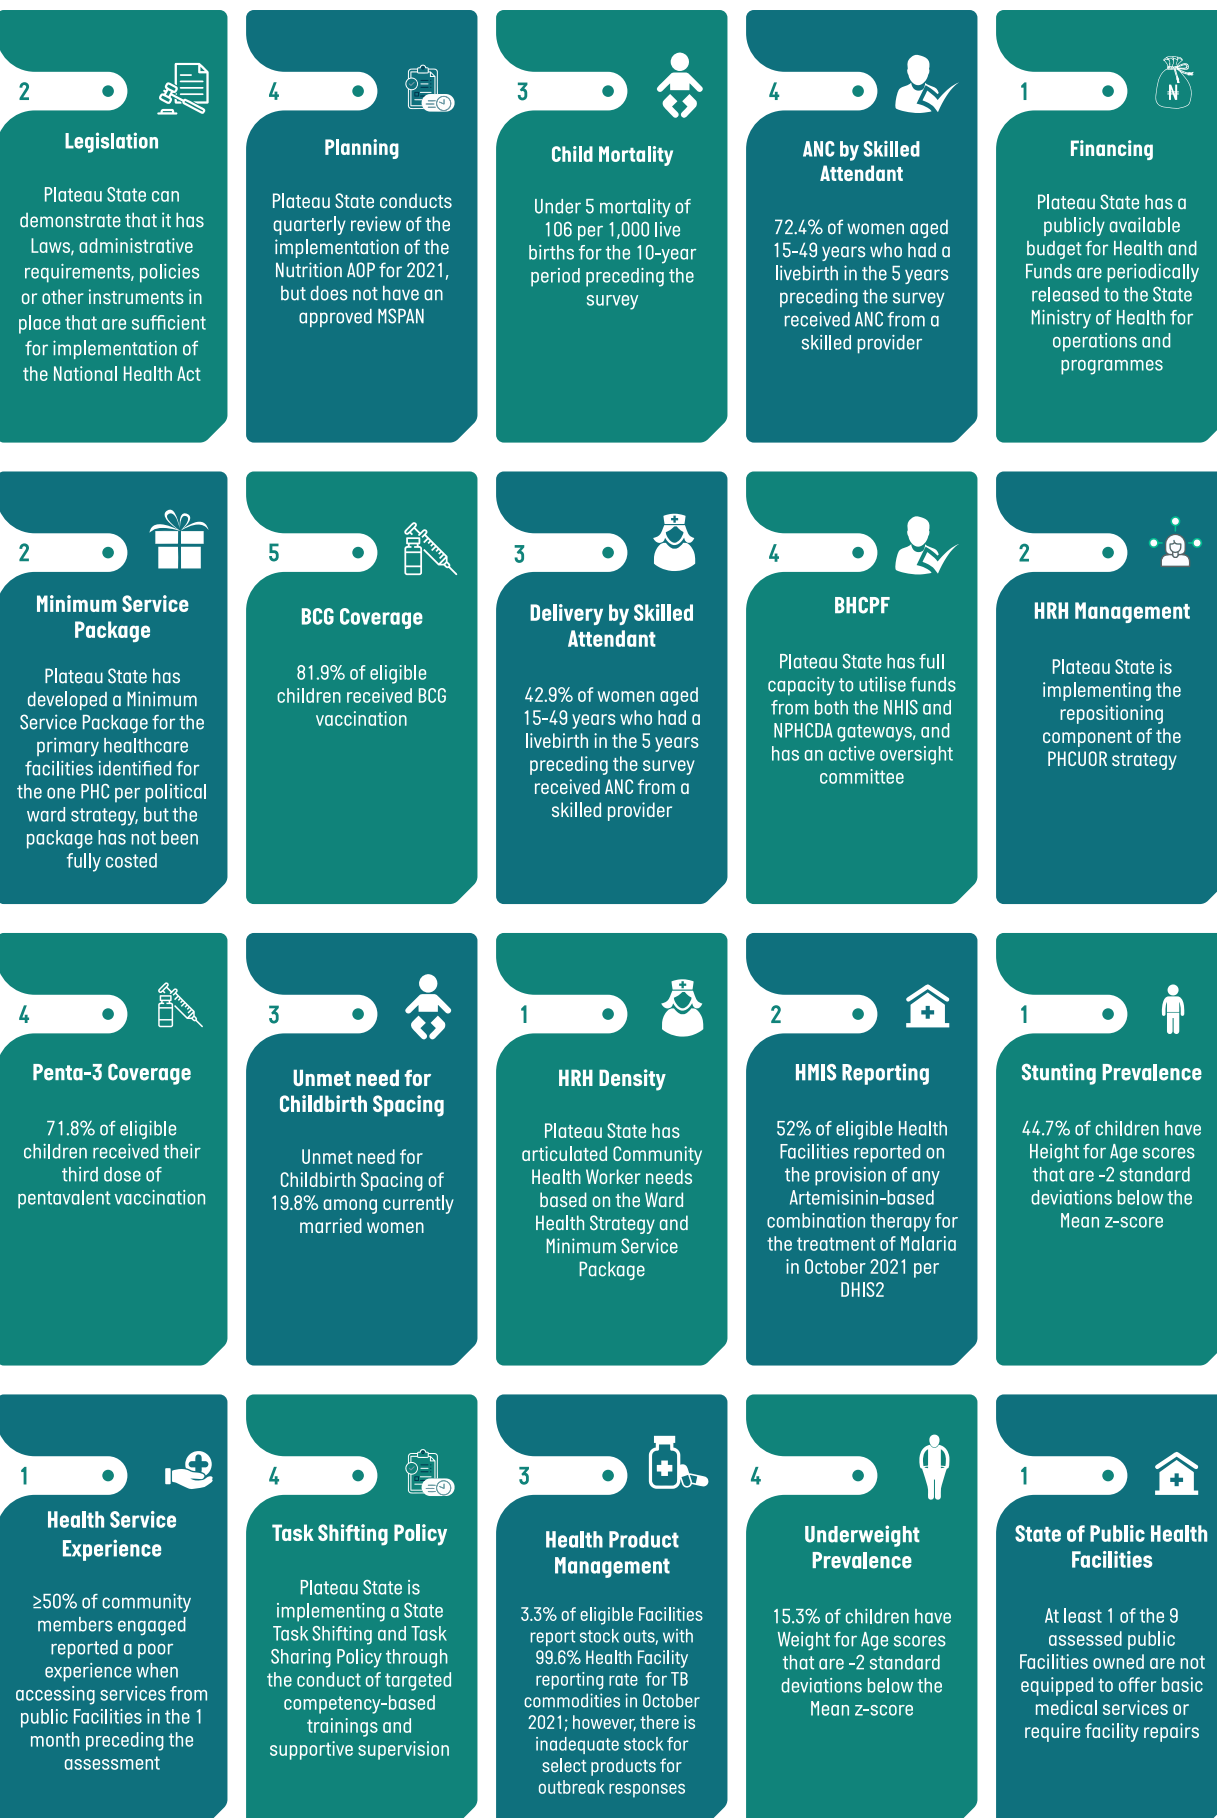 2
Legislation
Plateau State can
demonstrate that it has
Laws, administrative
requirements, policies
or other instruments in
place that are sufficient
for implementation of
the National Health Act
4
Planning
Plateau State conducts
quarterly review of the
implementation of the
Nutrition AOP for 2021,
but does not have an
approved MSPAN
3
Child Mortality
Under 5 mortality of
106 per 1,000 live
births for the 10-year
period preceding the
survey
4
ANC by Skilled
Attendant
72.4% of women aged
15-49 years who had a
livebirth in the 5 years
preceding the survey
received ANC from a
skilled provider
1
₦
Financing
Plateau State has a
publicly available
budget for Health and
Funds are periodically
released to the State
Ministry of Health for
operations and
programmes
2
Minimum Service
Package
Plateau State has
developed a Minimum
Service Package for the
primary healthcare
facilities identified for
the one PHC per political
ward strategy, but the
package has not been
fully costed
5
BCG Coverage
81.9% of eligible
children received BCG
vaccination
3
Delivery by Skilled
Attendant
42.9% of women aged
15-49 years who had a
livebirth in the 5 years
preceding the survey
received ANC from a
skilled provider
4
BHCPF
Plateau State has full
capacity to utilise funds
from both the NHIS and
NPHCDA gateways, and
has an active oversight
committee
2
HRH Management
Plateau State is
implementing the
repositioning
component of the
PHCUOR strategy
4
Penta-3 Coverage
71.8% of eligible
children received their
third dose of
pentavalent vaccination
3
Unmet need for
Childbirth Spacing
Unmet need for
Childbirth Spacing of
19.8% among currently
married women
1
HRH Density
Plateau State has
articulated Community
Health Worker needs
based on the Ward
Health Strategy and
Minimum Service
Package
2
HMIS Reporting
52% of eligible Health
Facilities reported on
the provision of any
Artemisinin-based
combination therapy for
the treatment of Malaria
in October 2021 per
DHIS2
1
Stunting Prevalence
44.7% of children have
Height for Age scores
that are -2 standard
deviations below the
Mean z-score
1
Health Service
Experience
≥50% of community
members engaged
reported a poor
experience when
accessing services from
public Facilities in the 1
month preceding the
assessment
4
Task Shifting Policy
Plateau State is
implementing a State
Task Shifting and Task
Sharing Policy through
the conduct of targeted
competency-based
trainings and
supportive supervision
3
Health Product
Management
3.3% of eligible Facilities
report stock outs, with
99.6% Health Facility
reporting rate for TB
commodities in October
2021; however, there is
inadequate stock for
select products for
outbreak responses
4
Underweight
Prevalence
15.3% of children have
Weight for Age scores
that are -2 standard
deviations below the
Mean z-score
1
State of Public Health
Facilities
At least 1 of the 9
assessed public
Facilities owned are not
equipped to offer basic
medical services or
require facility repairs